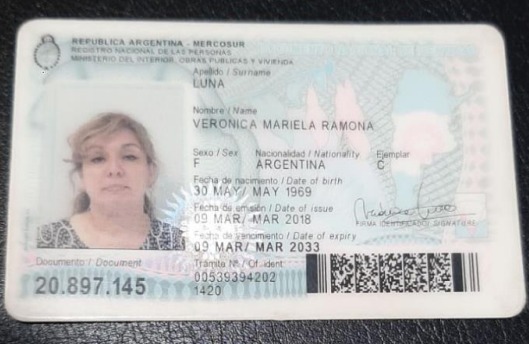 REPUBLICA ARGENTINA - MERCOSUR
REGISTRO NACIONAL DE LAS PERSONAS
MINISTERIO DEL INTERIOR, OBRAS PUBLICAS Y VIVIENDA
Apellido / Surname
LUNA
Nombre / Name
VERONICA MARIELA RAMONA
Sexo / Sex Nacionalidad / Nationality Ejemplar
F ARGENTINA C
Fecha de nacimiento / Date of birth
30 MAY/ MAY 1969
Fecha de emisión / Date of issue
09 MAR/ MAR 2018
FIRMA IDENTIFICADO / SIGNATURE
Fecha de vencimiento / Date of expiry
09 MAR/ MAR 2033
Documento / Document
20.897.145
Trámite Nº / Of. ident.
00539394202
1420